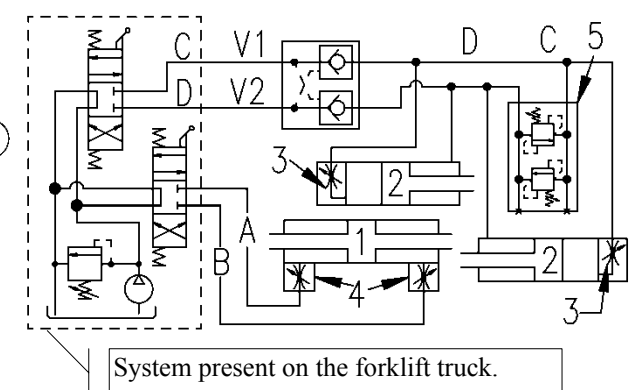 C V1 D C 5
D V2
3 2
A 1
B 4 2
3
System present on the forklift truck.